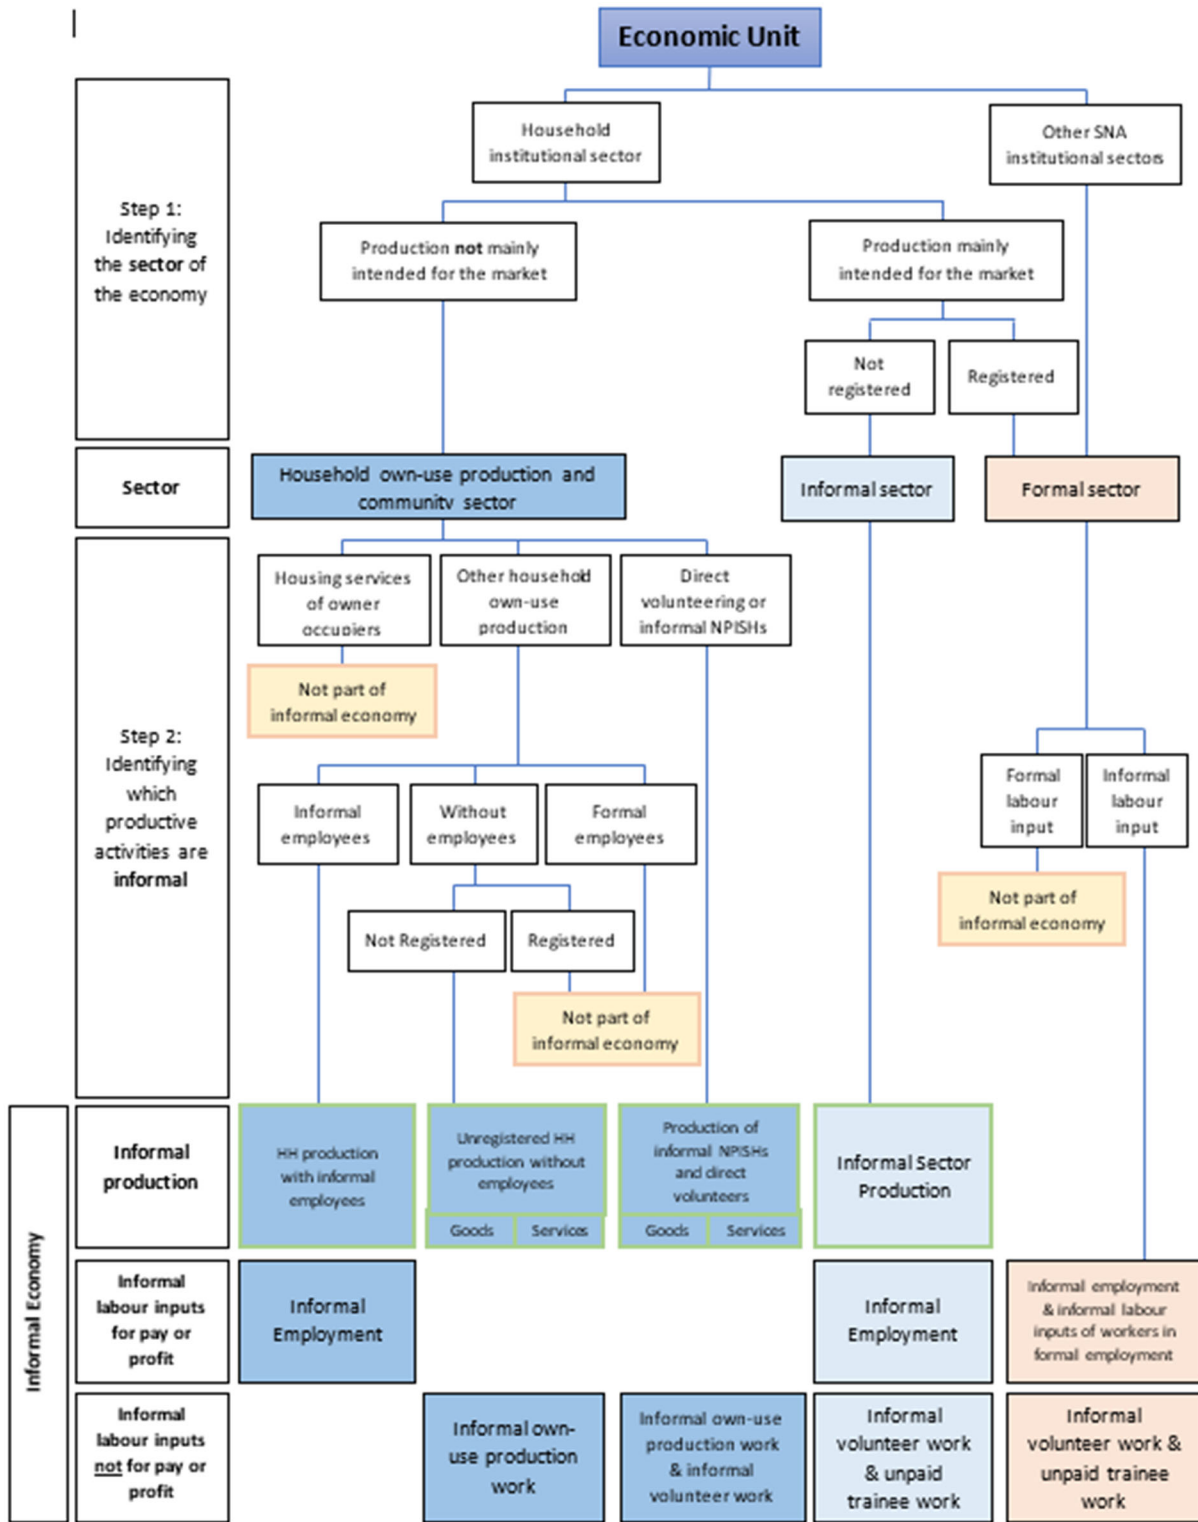 Economic Unit
Household
institutional sector
Other SNA
institutional sectors
Step 1:
Identifying
the sector of
the economy
Production not mainly
intended for the market
Production mainly
intended for the market
Not
registered
Registered
Sector
Household own-use production and
community sector
Informal sector
Formal sector
Step 2:
Identifying
which
productive
activities are
informal
Housing services
of owner
occupiers
Other household
own-use
production
Direct
volunteering or
informal NPISHs
Not part of
informal economy
Informal
employees
Without
employees
Formal
employees
Formal
labour
input
Informal
labour
input
Not part of
informal economy
Not Registered
Registered
Not part of
informal economy
Informal Economy
Informal
production
HH production
with informal
employees
Unregistered HH
production without
employees
Goods
Services
Production of
informal NPISHs
and direct
volunteers
Goods
Services
Informal Sector
Production
Informal
labour inputs
for pay or
profit
Informal
Employment
Informal
Employment
Informal employment
& informal labour
inputs of workers in
formal employment
Informal
labour inputs
not for pay or
profit
Informal own-
use production
work
Informal own-use
production work
& informal
volunteer work
Informal
volunteer work
& unpaid
trainee work
Informal
volunteer work &
unpaid trainee
work